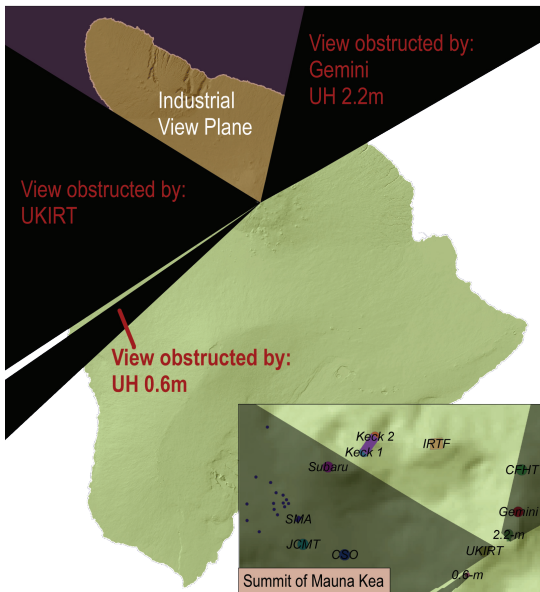 View obstructed by:
Gemini
UH 2.2m
Industrial
View Plane
View obstructed by:
UKIRT
View obstructed by:
UH 0.6m
Keck 2
Keck 1
IRTF
Subaru
CFHT
Gemini
SMA
2.2-m
JCMT
CSO
UKIRT
0.6-m
Summit of Mauna Kea